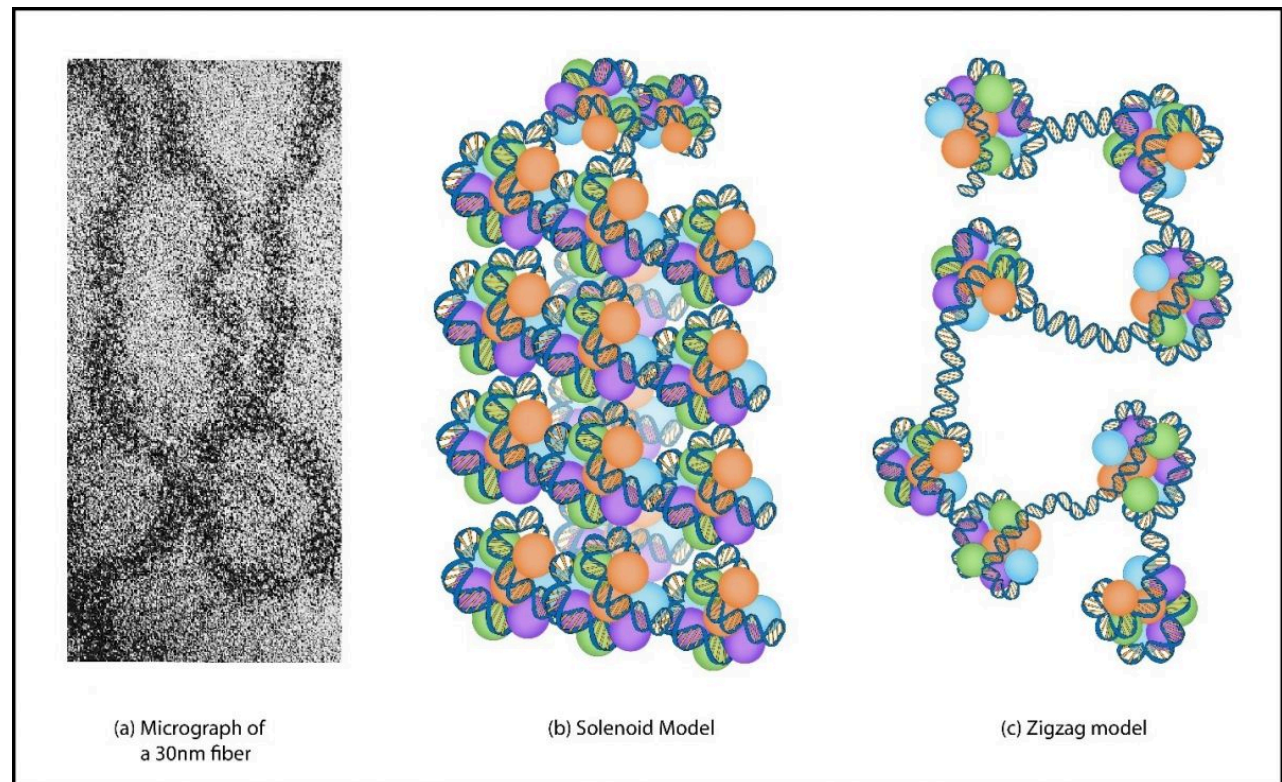 (a) Micrograph of
a 30nm fiber
(b) Solenoid Model
(c) Zigzag model